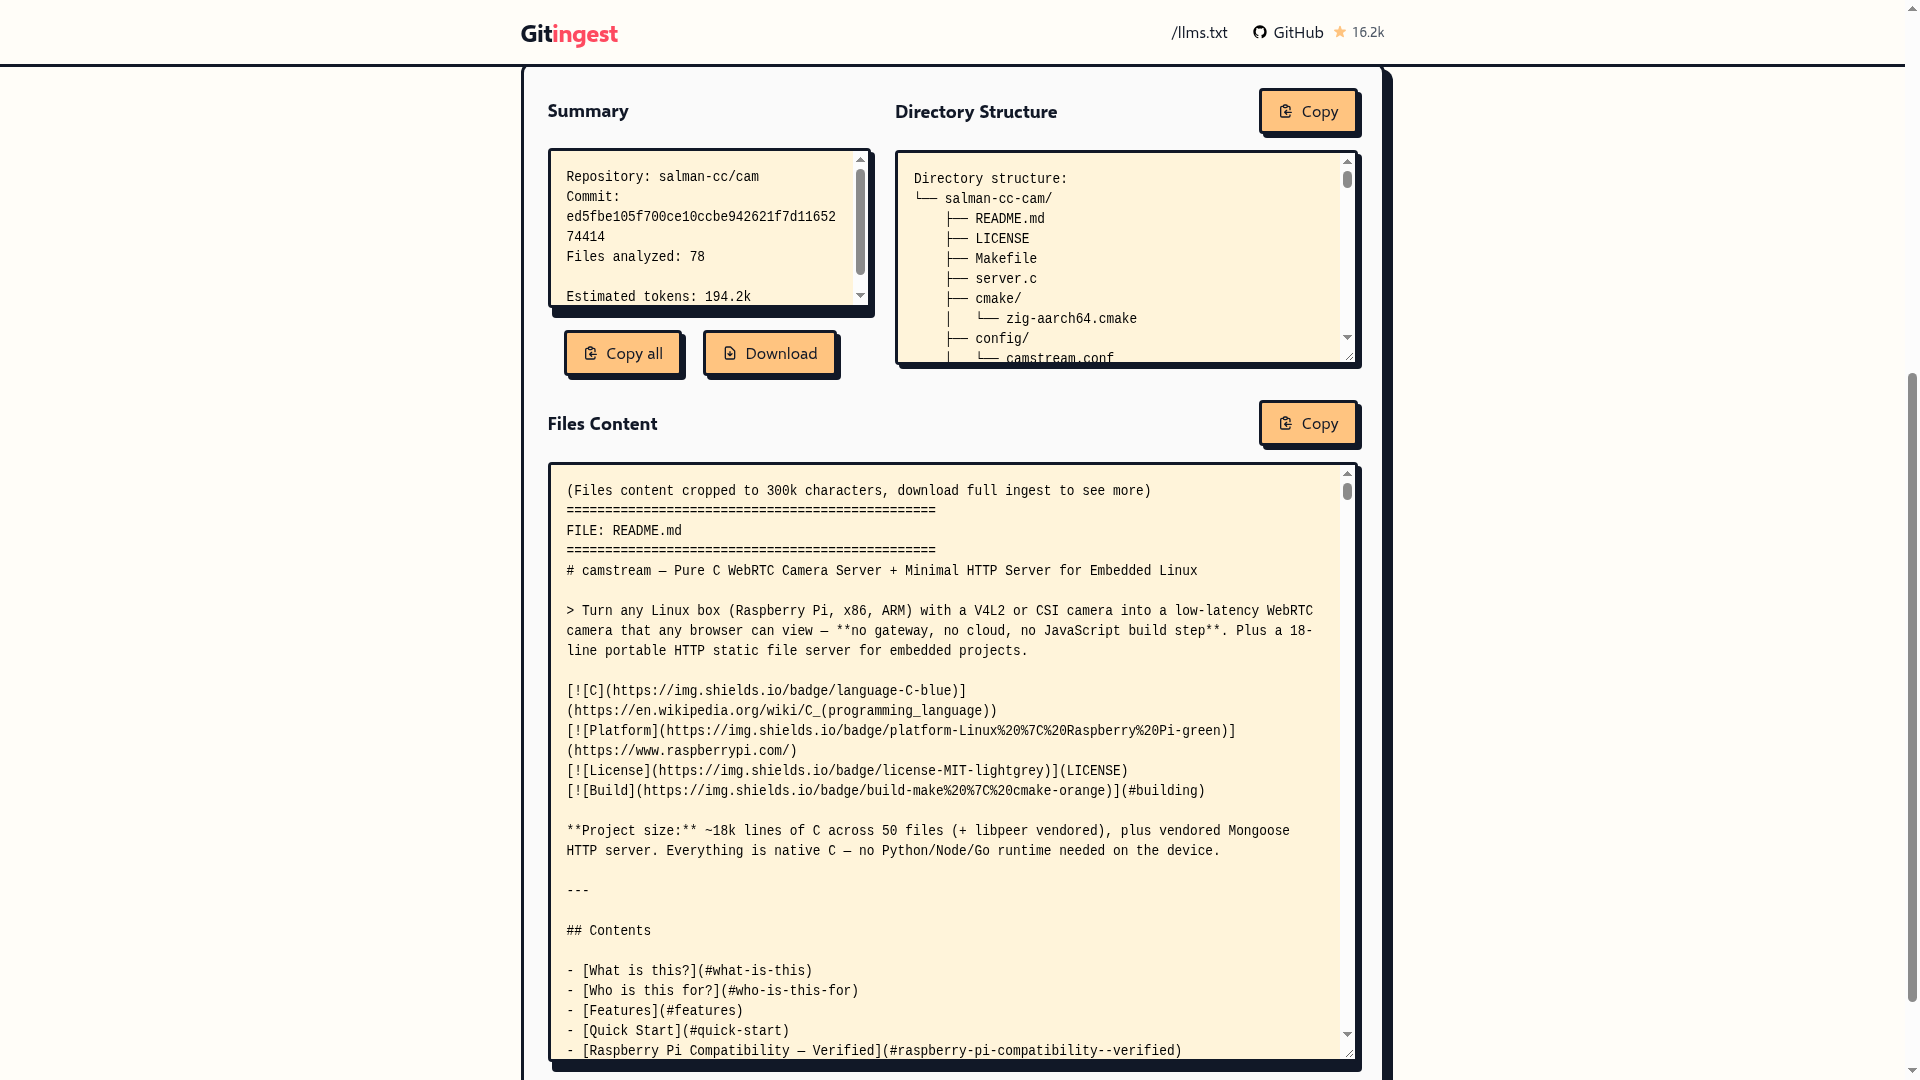 Gitingest
/llms.txt
GitHub
16.2k
Summary
Directory Structure
Copy
Repository: salman-cc/cam
Commit:
ed5fbe105f700ce10ccbe942621f7d11652
74414
Files analyzed: 78
Estimated tokens: 194.2k
Directory structure:
└── salman-cc-cam/
    ├── README.md
    ├── LICENSE
    ├── Makefile
    ├── server.c
    ├── cmake/
    │   └── zig-aarch64.cmake
    ├── config/
    │   └── camstream.conf
Copy all
Download
Files Content
Copy
(Files content cropped to 300k characters, download full ingest to see more)
================================================
FILE: README.md
================================================
# camstream — Pure C WebRTC Camera Server + Minimal HTTP Server for Embedded Linux
> Turn any Linux box (Raspberry Pi, x86, ARM) with a V4L2 or CSI camera into a low-latency WebRTC
camera that any browser can view — **no gateway, no cloud, no JavaScript build step**. Plus a 18-
line portable HTTP static file server for embedded projects.
[![C](https://img.shields.io/badge/language-C-blue)]
(https://en.wikipedia.org/wiki/C_(programming_language))
[![Platform](https://img.shields.io/badge/platform-Linux%20%7C%20Raspberry%20Pi-green)]
(https://www.raspberrypi.com/)
[![License](https://img.shields.io/badge/license-MIT-lightgrey)](LICENSE)
[![Build](https://img.shields.io/badge/build-make%20%7C%20cmake-orange)](#building)
**Project size:** ~18k lines of C across 50 files (+ libpeer vendored), plus vendored Mongoose
HTTP server. Everything is native C — no Python/Node/Go runtime needed on the device.
---
## Contents
- [What is this?](#what-is-this)
- [Who is this for?](#who-is-this-for)
- [Features](#features)
- [Quick Start](#quick-start)
- [Raspberry Pi Compatibility — Verified](#raspberry-pi-compatibility--verified)